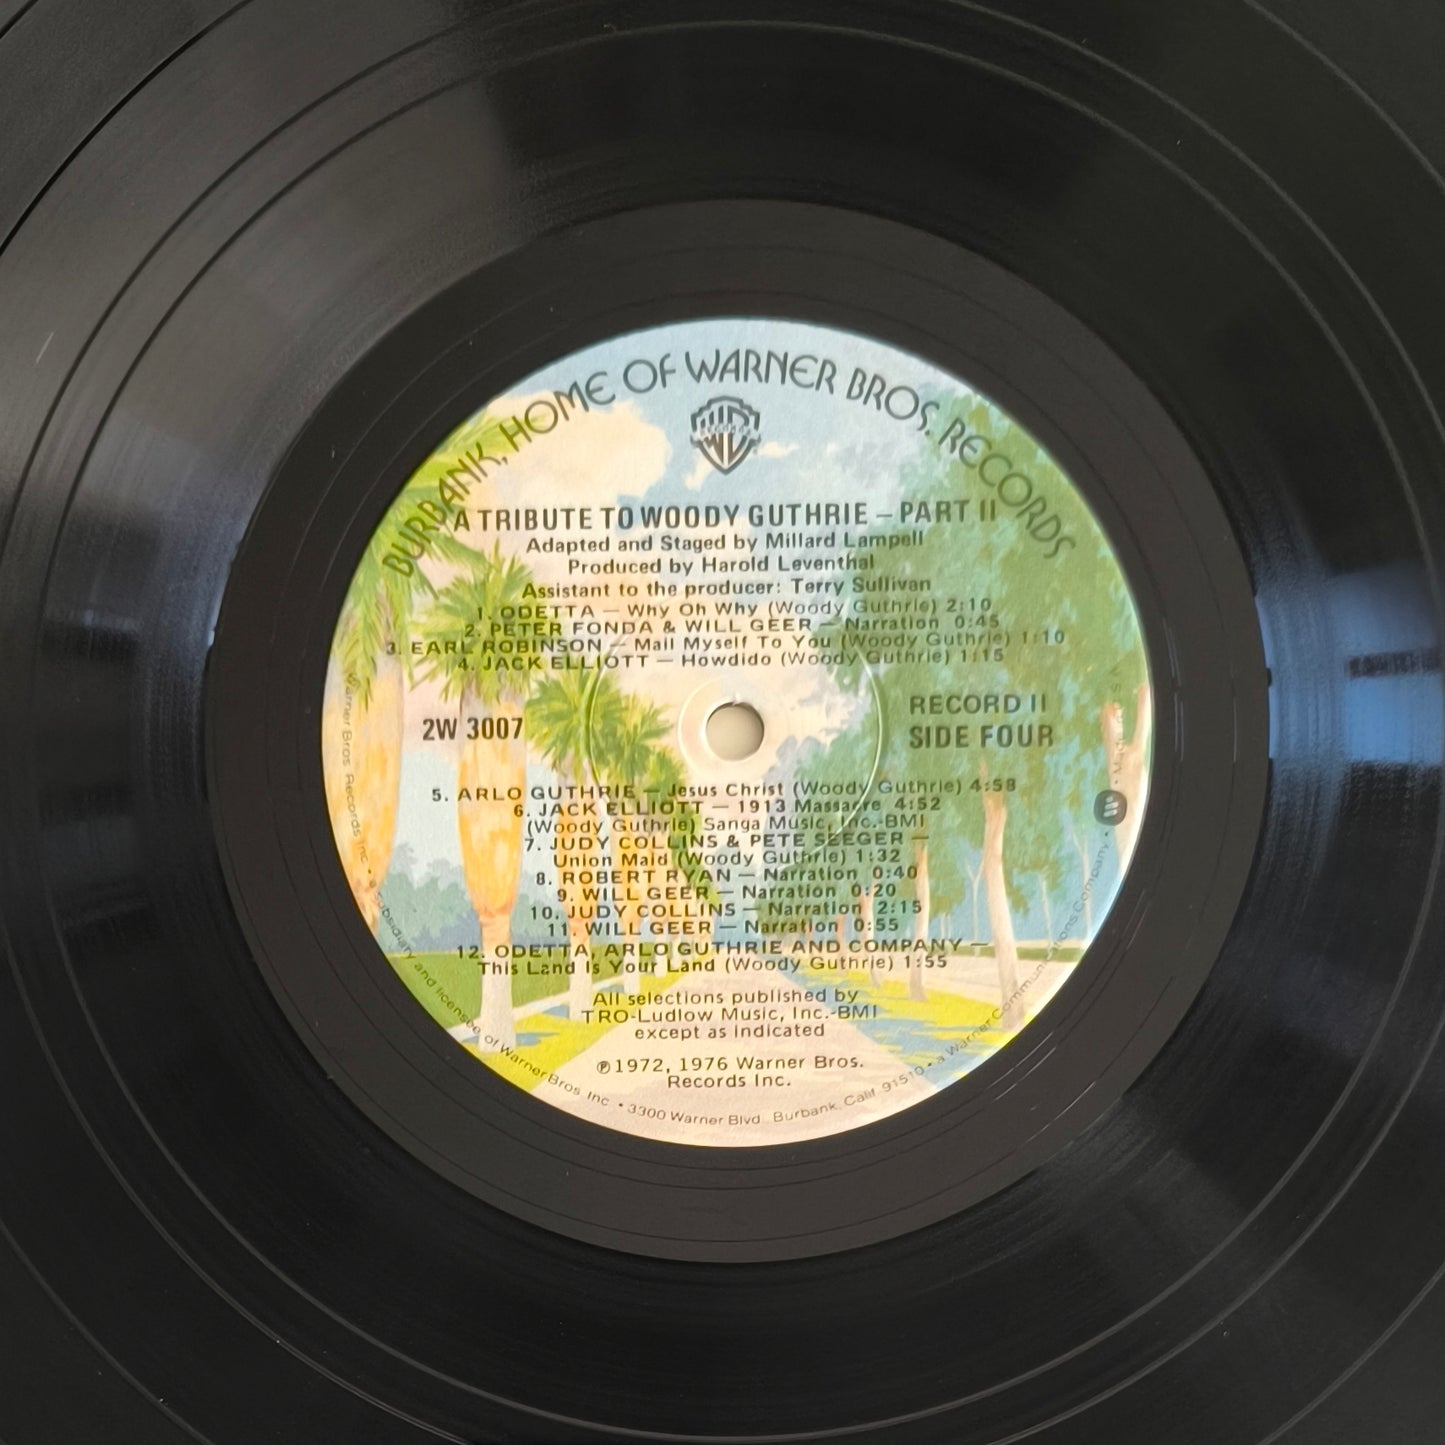 BURBANK, HOME OF WARNER BROS. RECORDS
RECORDS
A TRIBUTE TO WOODY GUTHRIE – PART II
Adapted and Staged by Millard Lampell
Produced by Harold Leventhal
Assistant to the producer: Terry Sullivan
1. ODETTA — Why Oh Why (Woody Guthrie) 2:10
2. PETER FONDA & WILL GEER — Narration 0:45
3. EARL ROBINSON — Mail Myself To You (Woody Guthrie) 1:10
4. JACK ELLIOTT — Howdido (Woody Guthrie) 1:15
2W 3007
RECORD II
SIDE FOUR
5. ARLO GUTHRIE — Jesus Christ (Woody Guthrie) 4:58
6. JACK ELLIOTT — 1913 Massacre 4:52
(Woody Guthrie) Sanga Music, Inc.-BMI
7. JUDY COLLINS & PETE SEEGER —
Union Maid (Woody Guthrie) 1:32
8. ROBERT RYAN — Narration 0:40
9. WILL GEER — Narration 0:20
10. JUDY COLLINS — Narration 2:15
11. WILL GEER — Narration 0:55
12. ODETTA, ARLO GUTHRIE AND COMPANY —
This Land Is Your Land (Woody Guthrie) 1:55
All selections published by
TRO-Ludlow Music, Inc.-BMI
except as indicated
℗1972, 1976 Warner Bros.
Records Inc.
Warner Bros. Records Inc. • a subsidiary and licensee of Warner Bros. Inc. • 3300 Warner Blvd. Burbank, Calif. 91510 • a Warner Communications Company • Made